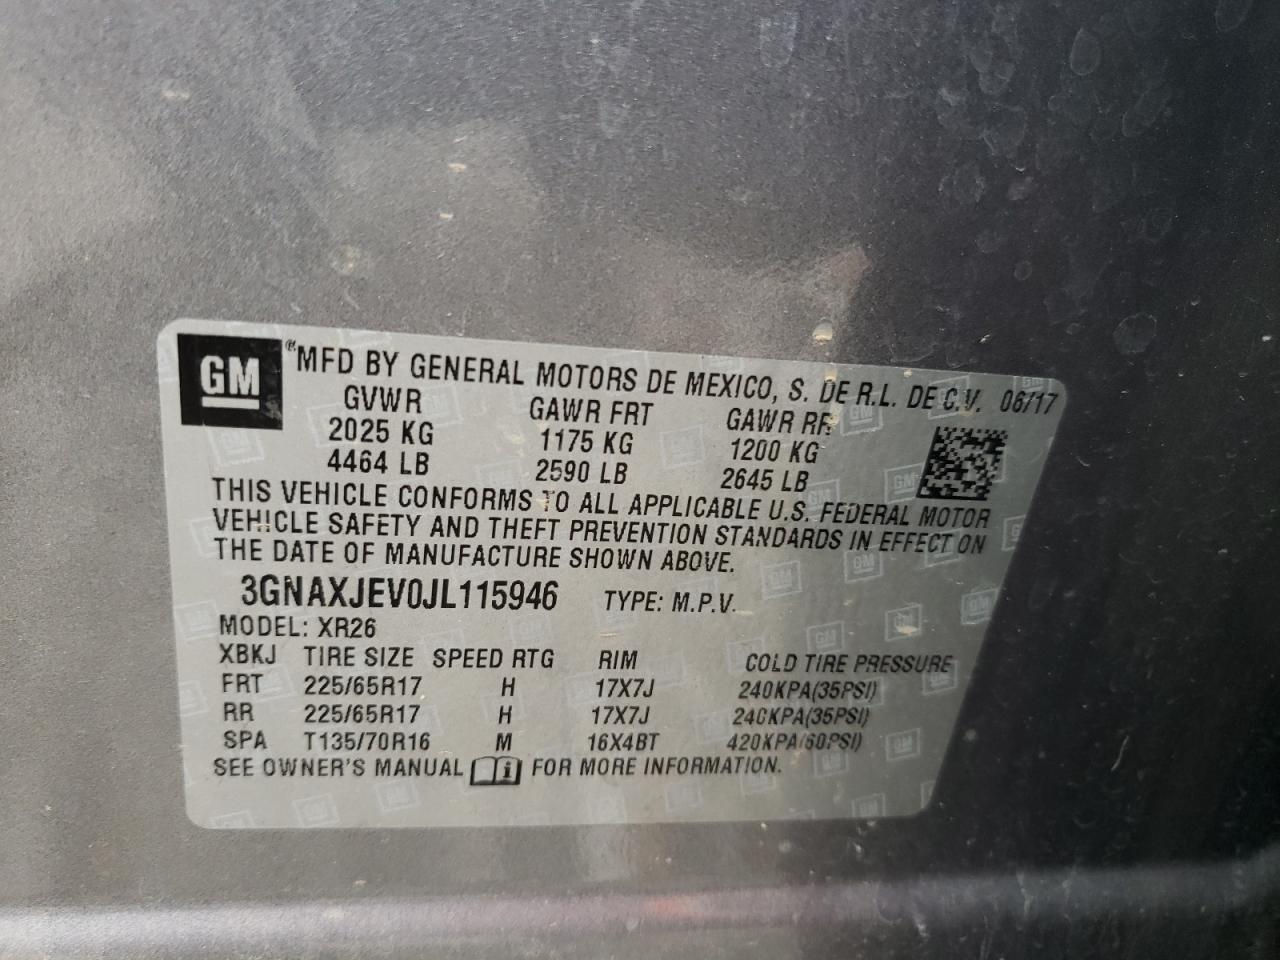 GM ® MFD BY GENERAL MOTORS DE MEXICO, S. DE R.L. DE C.V. 06/17
GVWR GAWR FRT GAWR RR
2025 KG 1175 KG 1200 KG
4464 LB 2590 LB 2645 LB
THIS VEHICLE CONFORMS TO ALL APPLICABLE U.S. FEDERAL MOTOR
VEHICLE SAFETY AND THEFT PREVENTION STANDARDS IN EFFECT ON
THE DATE OF MANUFACTURE SHOWN ABOVE.
3GNAXJEV0JL115946 TYPE: M.P.V.
MODEL: XR26
XBKJ TIRE SIZE SPEED RTG RIM COLD TIRE PRESSURE
FRT 225/65R17 H 17X7J 240KPA(35PSI)
RR 225/65R17 H 17X7J 240KPA(35PSI)
SPA T135/70R16 M 16X4BT 420KPA(60PSI)
SEE OWNER'S MANUAL i FOR MORE INFORMATION.